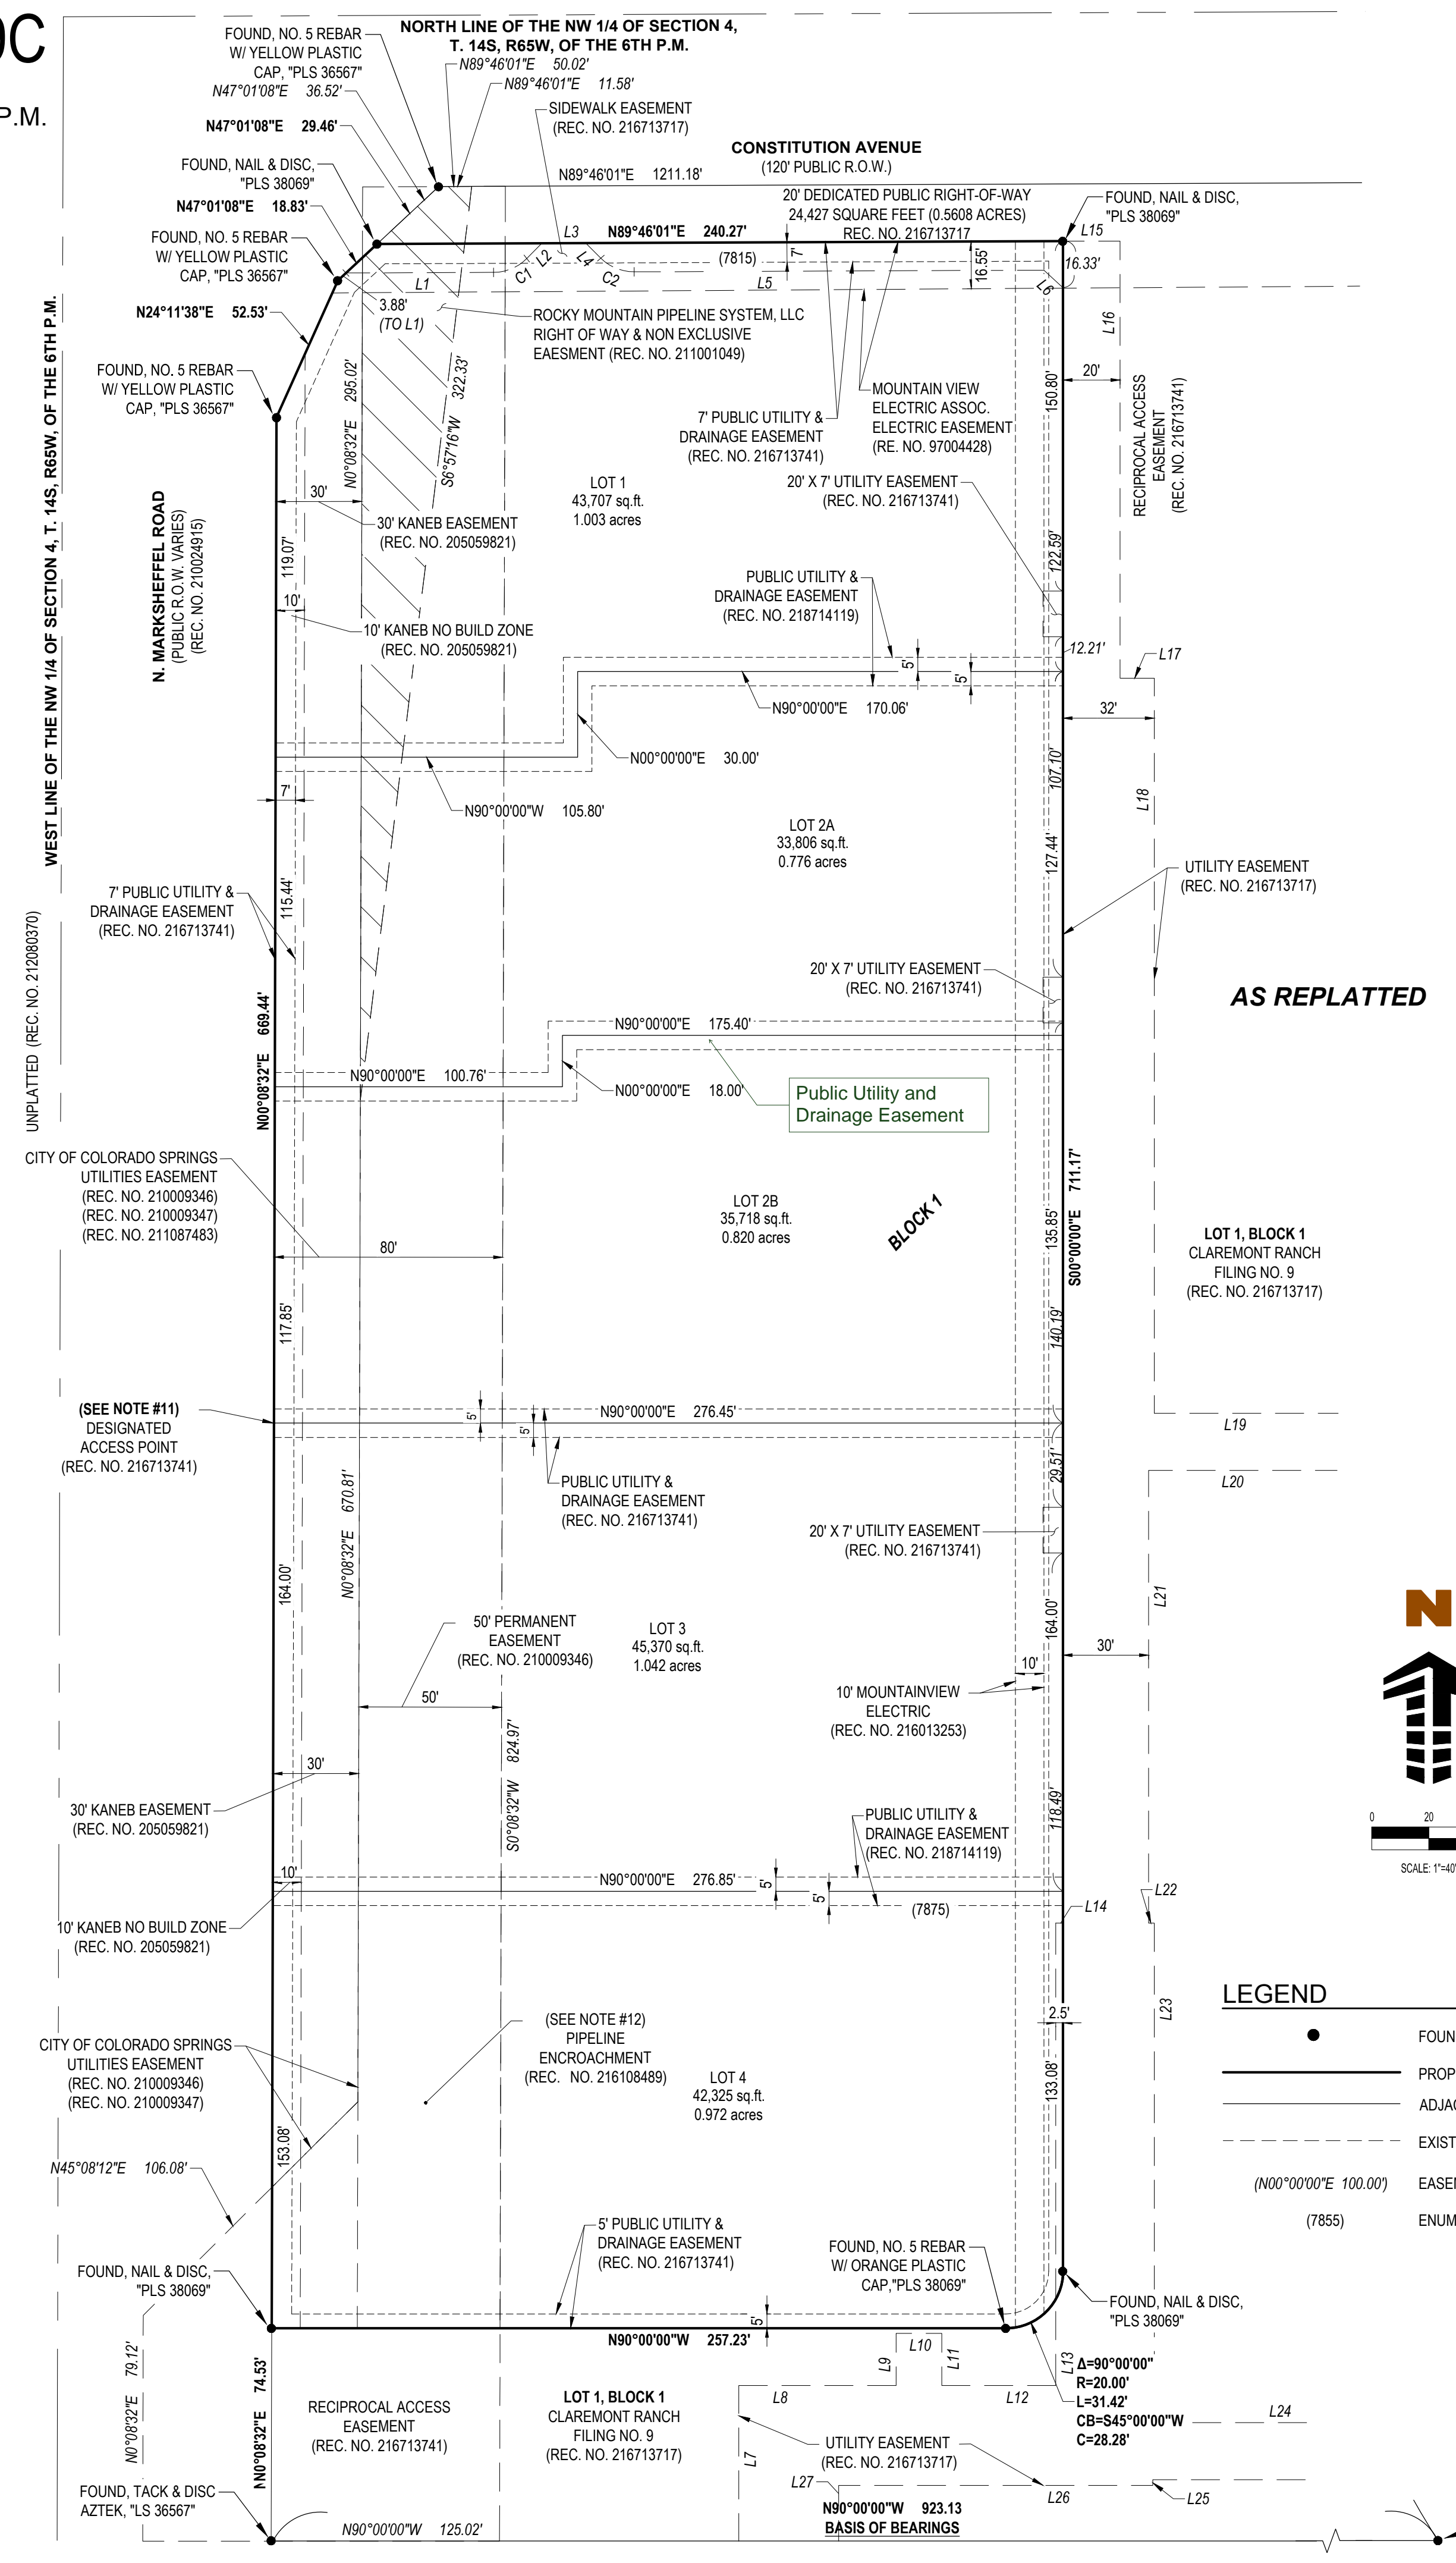 0C
P.M.
FOUND, NO. 5 REBAR
W/ YELLOW PLASTIC
CAP, "PLS 36567"
NORTH LINE OF THE NW 1/4 OF SECTION 4,
T. 14S, R65W, OF THE 6TH P.M.
N89°46'01"E 50.02'
N89°46'01"E 11.58'
N47°01'08"E 36.52'
SIDEWALK EASEMENT
(REC. NO. 216713717)
N47°01'08"E 29.46'
CONSTITUTION AVENUE
(120' PUBLIC R.O.W.)
FOUND, NAIL & DISC,
"PLS 38069"
N89°46'01"E 1211.18'
N47°01'08"E 18.83'
20' DEDICATED PUBLIC RIGHT-OF-WAY
24,427 SQUARE FEET (0.5608 ACRES)
REC. NO. 216713717
FOUND, NAIL & DISC,
"PLS 38069"
L15
L3
N89°46'01"E 240.27'
FOUND, NO. 5 REBAR
W/ YELLOW PLASTIC
CAP, "PLS 36567"
C1
L2
L4
C2
(7815)
7'
16.55'
16.33'
L1
L5
L6
L16
3.88'
(TO L1)
N24°11'38"E 52.53'
ROCKY MOUNTAIN PIPELINE SYSTEM, LLC
RIGHT OF WAY & NON EXCLUSIVE
EAESMENT (REC. NO. 211001049)
FOUND, NO. 5 REBAR
W/ YELLOW PLASTIC
CAP, "PLS 36567"
N0°08'32"E 295.02'
S6°57'16"W 322.33'
7' PUBLIC UTILITY &
DRAINAGE EASEMENT
(REC. NO. 216713741)
MOUNTAIN VIEW
ELECTRIC ASSOC.
ELECTRIC EASEMENT
(RE. NO. 97004428)
150.80'
20'
RECIPROCAL ACCESS
EASEMENT
(REC. NO. 216713741)
WEST LINE OF THE NW 1/4 OF SECTION 4, T. 14S, R65W, OF THE 6TH P.M.
N. MARKSHEFFEL ROAD
(PUBLIC R.O.W. VARIES)
(REC. NO. 210024915)
LOT 1
43,707 sq.ft.
1.003 acres
20' X 7' UTILITY EASEMENT
(REC. NO. 216713741)
30'
30' KANEB EASEMENT
(REC. NO. 205059821)
119.07'
122.59'
10'
10' KANEB NO BUILD ZONE
(REC. NO. 205059821)
PUBLIC UTILITY &
DRAINAGE EASEMENT
(REC. NO. 218714119)
5'
5'
12.21'
L17
N90°00'00"E 170.06'
32'
N00°00'00"E 30.00'
107.10'
7'
N90°00'00"W 105.80'
L18
LOT 2A
33,806 sq.ft.
0.776 acres
127.44'
UTILITY EASEMENT
(REC. NO. 216713717)
7' PUBLIC UTILITY &
DRAINAGE EASEMENT
(REC. NO. 216713741)
115.44'
UNPLATTED (REC. NO. 212080370)
20' X 7' UTILITY EASEMENT
(REC. NO. 216713741)
AS REPLATTED
N00°08'32"E 669.44'
N90°00'00"E 175.40'
N90°00'00"E 100.76'
N00°00'00"E 18.00'
Public Utility and
Drainage Easement
CITY OF COLORADO SPRINGS
UTILITIES EASEMENT
(REC. NO. 210009346)
(REC. NO. 210009347)
(REC. NO. 211087483)
LOT 2B
35,718 sq.ft.
0.820 acres
BLOCK 1
135.85'
S00°00'00"E 711.17'
LOT 1, BLOCK 1
CLAREMONT RANCH
FILING NO. 9
(REC. NO. 216713717)
80'
117.85'
140.19'
(SEE NOTE #11)
DESIGNATED
ACCESS POINT
(REC. NO. 216713741)
5'
5'
N90°00'00"E 276.45'
L19
29.51'
L20
PUBLIC UTILITY &
DRAINAGE EASEMENT
(REC. NO. 216713741)
N0°08'32"E 670.81'
20' X 7' UTILITY EASEMENT
(REC. NO. 216713741)
164.00'
164.00'
L21
50' PERMANENT
EASEMENT
(REC. NO. 210009346)
LOT 3
45,370 sq.ft.
1.042 acres
30'
N
10'
10' MOUNTAINVIEW
ELECTRIC
(REC. NO. 216013253)
50'
S0°08'32"W 824.97'
30'
30' KANEB EASEMENT
(REC. NO. 205059821)
118.49'
PUBLIC UTILITY &
DRAINAGE EASEMENT
(REC. NO. 218714119)
0 20
SCALE: 1"=40'
10'
N90°00'00"E 276.85'
5'
5'
(7875)
L22
L14
10' KANEB NO BUILD ZONE
(REC. NO. 205059821)
LEGEND
FOUN
PROP
ADJAC
EXIST
(N00°00'00"E 100.00') EASEM
(7855) ENUM
2.5'
L23
(SEE NOTE #12)
PIPELINE
ENCROACHMENT
(REC. NO. 216108489)
CITY OF COLORADO SPRINGS
UTILITIES EASEMENT
(REC. NO. 210009346)
(REC. NO. 210009347)
LOT 4
42,325 sq.ft.
0.972 acres
133.08'
153.08'
N45°08'12"E 106.08'
5' PUBLIC UTILITY &
DRAINAGE EASEMENT
(REC. NO. 216713741)
FOUND, NO. 5 REBAR
W/ ORANGE PLASTIC
CAP,"PLS 38069"
FOUND, NAIL & DISC,
"PLS 38069"
FOUND, NAIL & DISC,
"PLS 38069"
5'
N90°00'00"W 257.23'
L9
L10
L11
L13
L8
L12
Δ=90°00'00"
R=20.00'
L=31.42'
CB=S45°00'00"W
C=28.28'
N0°08'32"E 79.12'
NN0°08'32"E 74.53'
RECIPROCAL ACCESS
EASEMENT
(REC. NO. 216713741)
LOT 1, BLOCK 1
CLAREMONT RANCH
FILING NO. 9
(REC. NO. 216713717)
L24
L7
UTILITY EASEMENT
(REC. NO. 216713717)
L27
L26
L25
FOUND, TACK & DISC
AZTEK, "LS 36567"
N90°00'00"W 125.02'
N90°00'00"W 923.13
BASIS OF BEARINGS